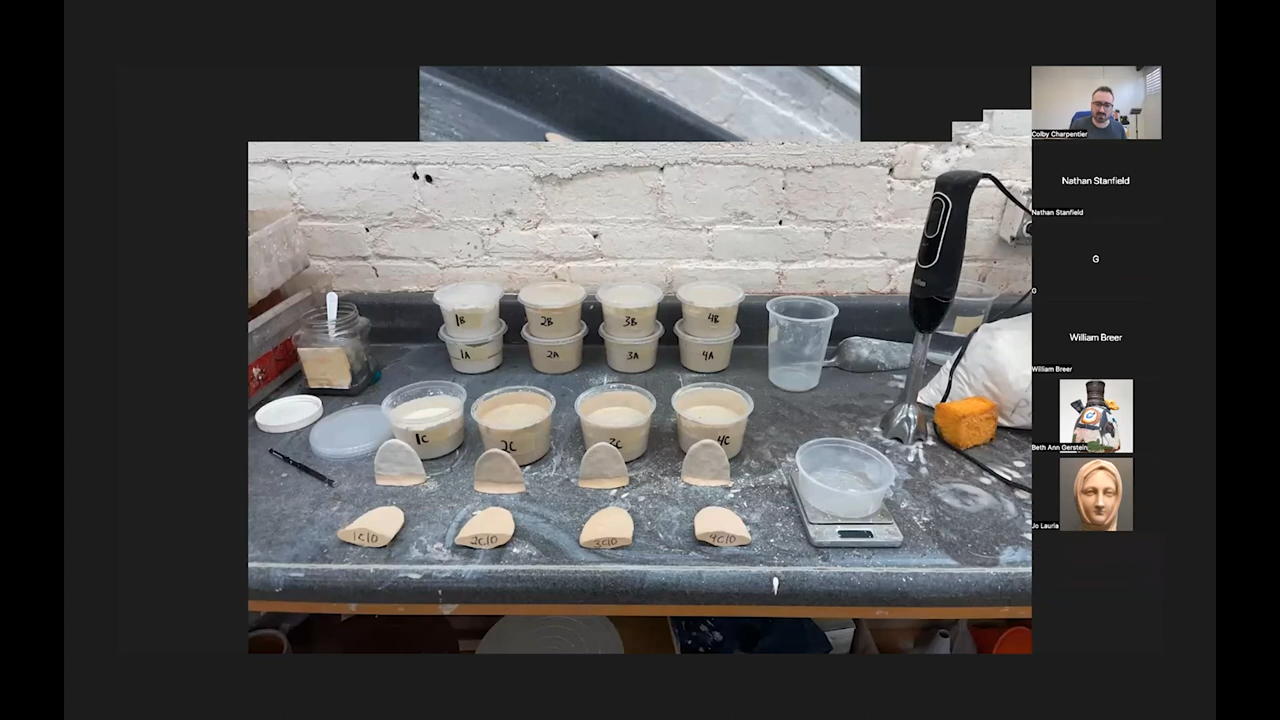 Colby Charpentier
Nathan Stanfield
Nathan Stanfield
G
G
William Breer
William Breer
Beth Ann Gerstein
Jo Lauria
1B
2B
3B
4B
1A
2A
3A
4A
1C
2C
3C
4C
1C10
2C10
3C10
4C10